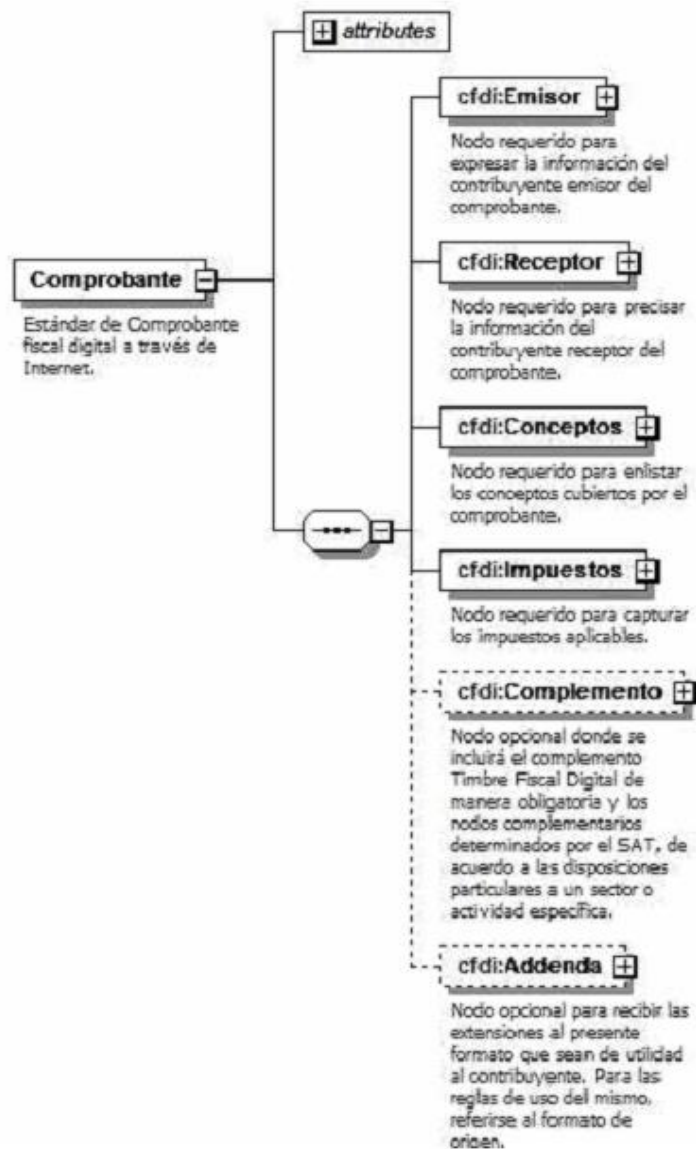 attributes
cfdi:Emisor
Nodo requerido para
expresar la información del
contribuyente emisor del
comprobante.
Comprobante
Estándar de Comprobante
fiscal digital a través de
Internet.
cfdi:Receptor
Nodo requerido para precisar
la información del
contribuyente receptor del
comprobante.
cfdi:Conceptos
Nodo requerido para enlistar
los conceptos cubiertos por el
comprobante.
cfdi:Impuestos
Nodo requerido para capturar
los impuestos aplicables.
cfdi:Complemento
Nodo opcional donde se
incluirá el complemento
Timbre Fiscal Digital de
manera obligatoria y los
nodos complementarios
determinados por el SAT, de
acuerdo a las disposiciones
particulares a un sector o
actividad específica.
cfdi:Addenda
Nodo opcional para recibir las
extensiones al presente
formato que sean de utilidad
al contribuyente. Para las
reglas de uso del mismo,
referirse al formato de
origen.